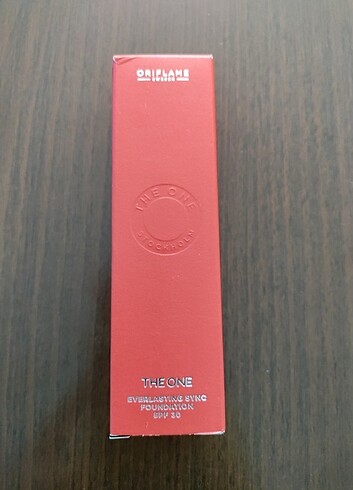 ORIFLAME
SWEDEN
THE ONE
STOCKHOLM
THE ONE
EVERLASTING SYNC
FOUNDATION
SPF 30